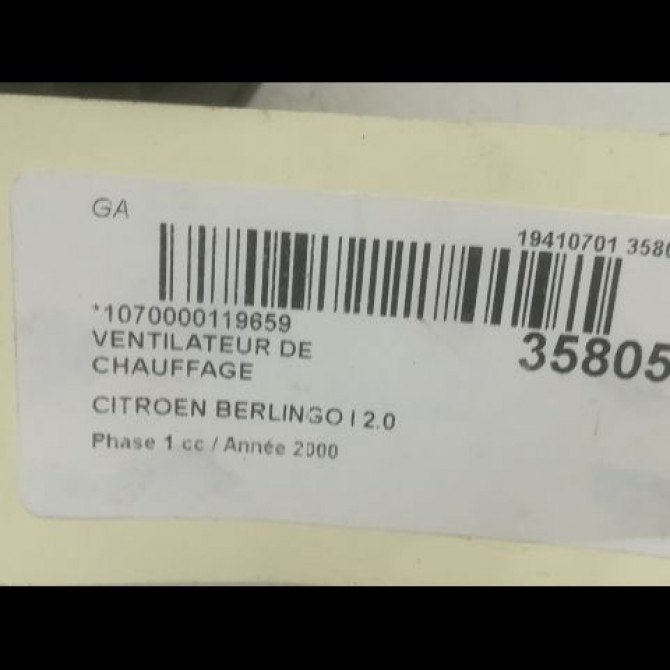 GA
19410701 3580
*1070000119659
35805
VENTILATEUR DE
CHAUFFAGE
CITROEN BERLINGO I 2.0
Phase 1 cc / Année 2000